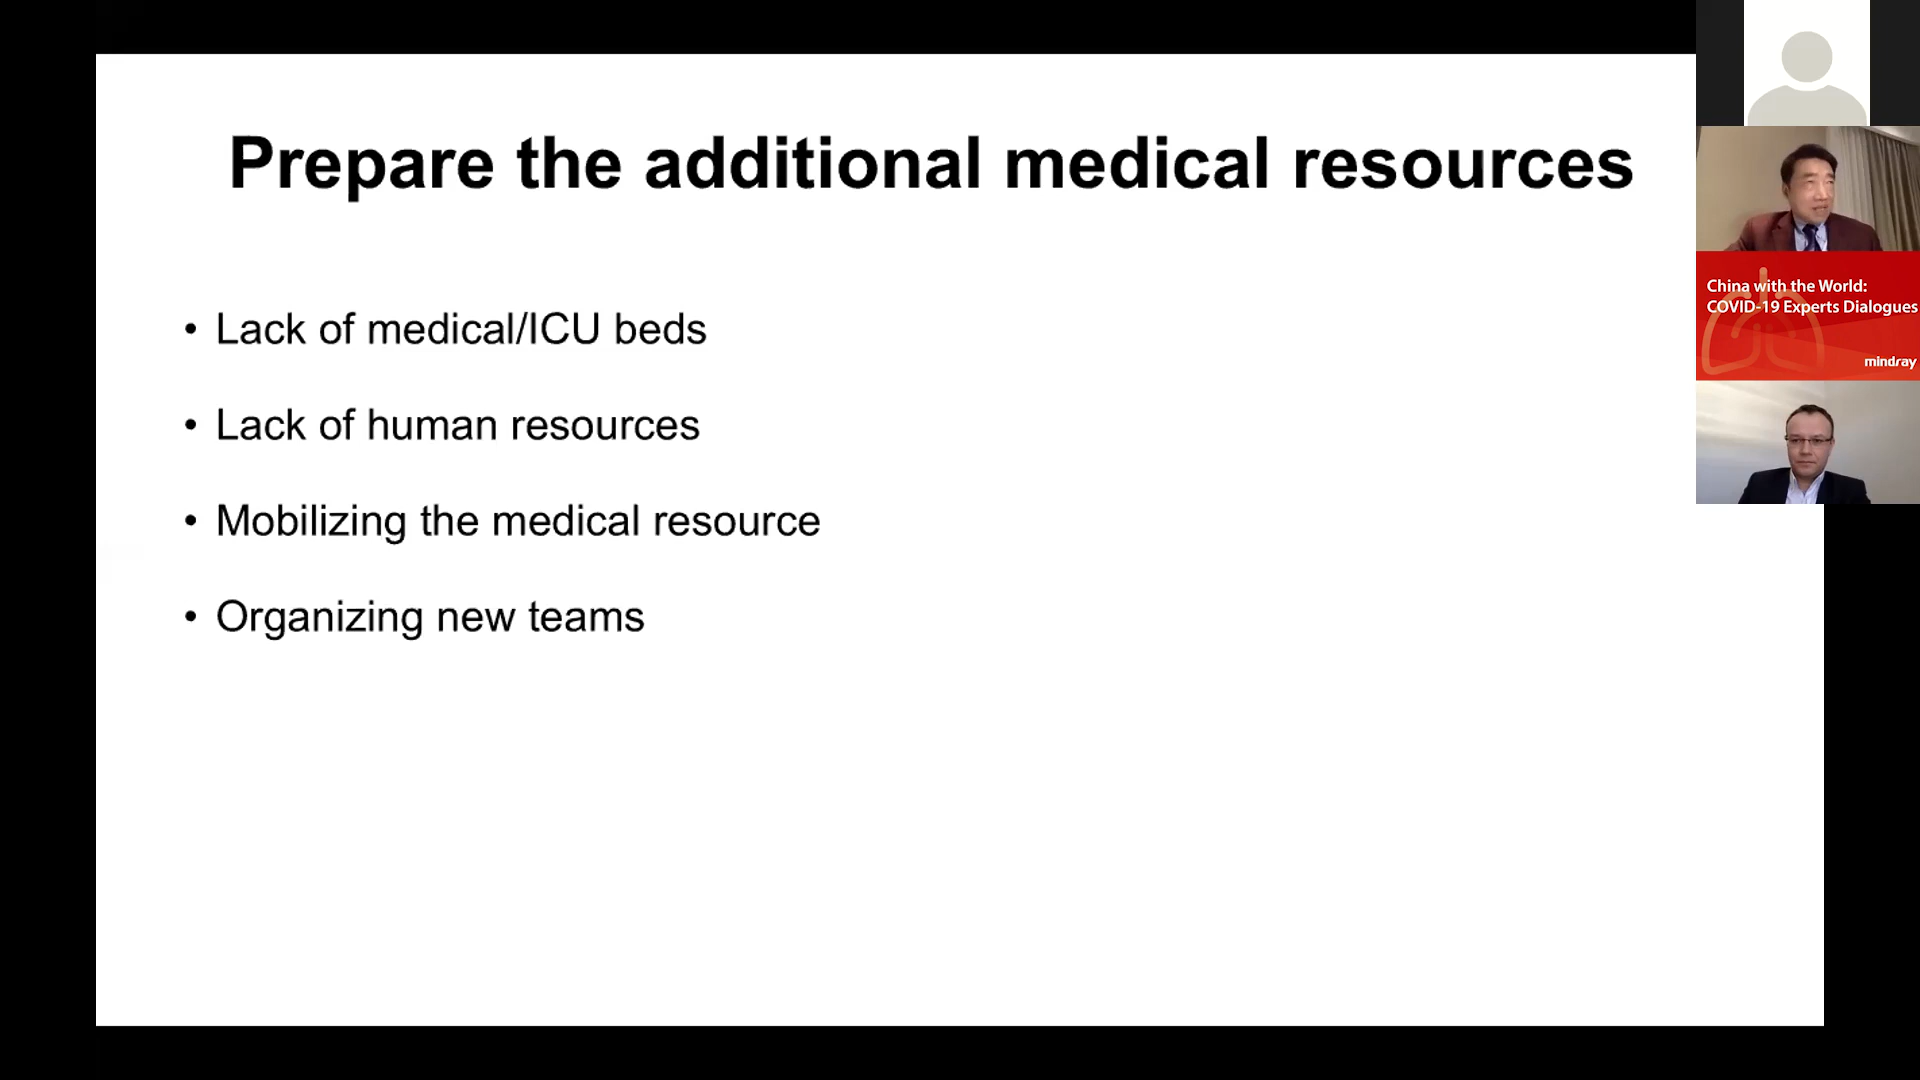 Prepare the additional medical resources
• Lack of medical/ICU beds
• Lack of human resources
• Mobilizing the medical resource
• Organizing new teams
China with the World:
COVID-19 Experts Dialogues
mindray